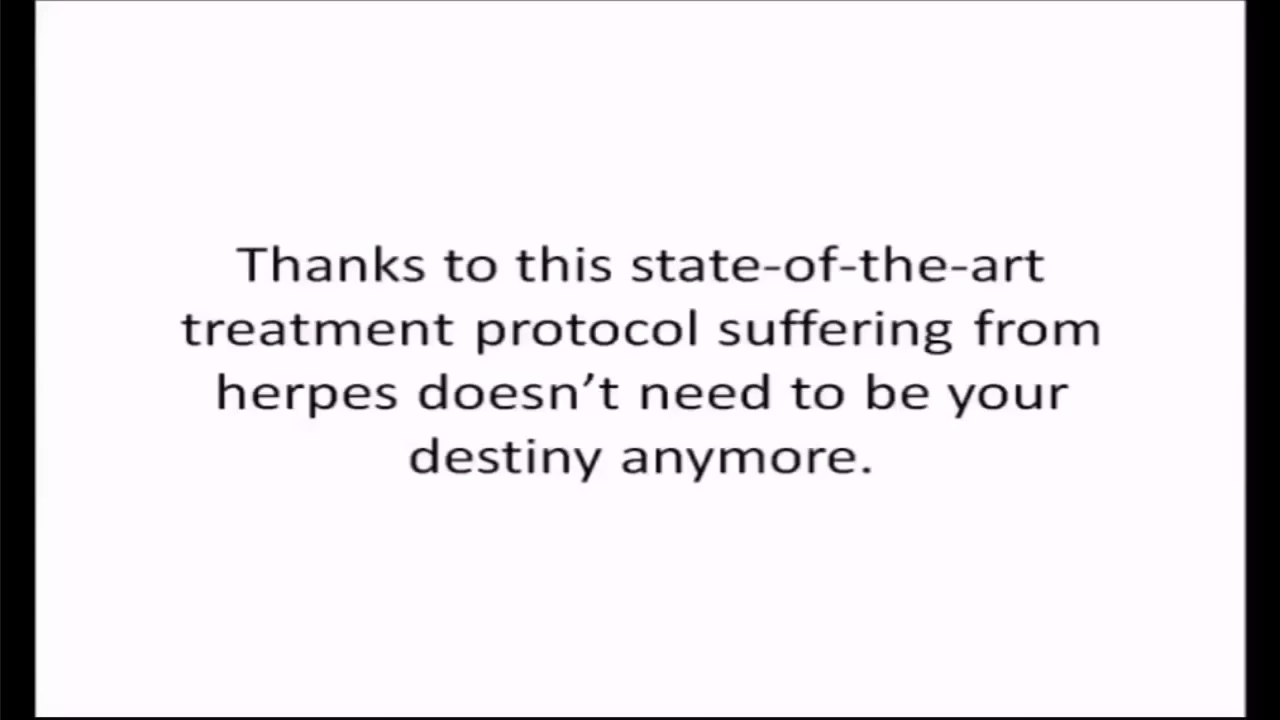 Thanks to this state-of-the-art
treatment protocol suffering from
herpes doesn’t need to be your
destiny anymore.